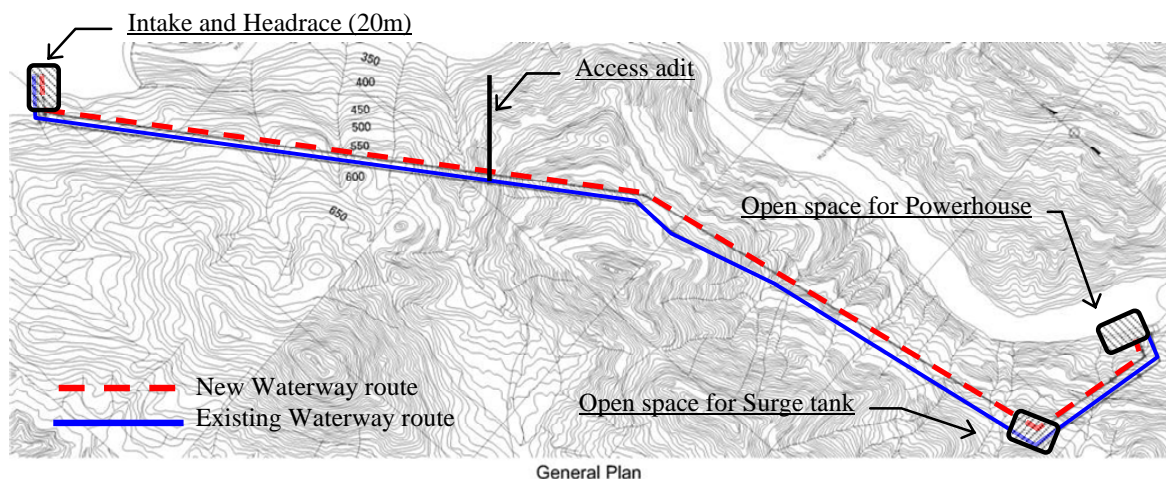 Intake and Headrace (20m)
350
400
450
500
550
600
650
Access adit
Open space for Powerhouse
New Waterway route
Existing Waterway route
Open space for Surge tank
General Plan